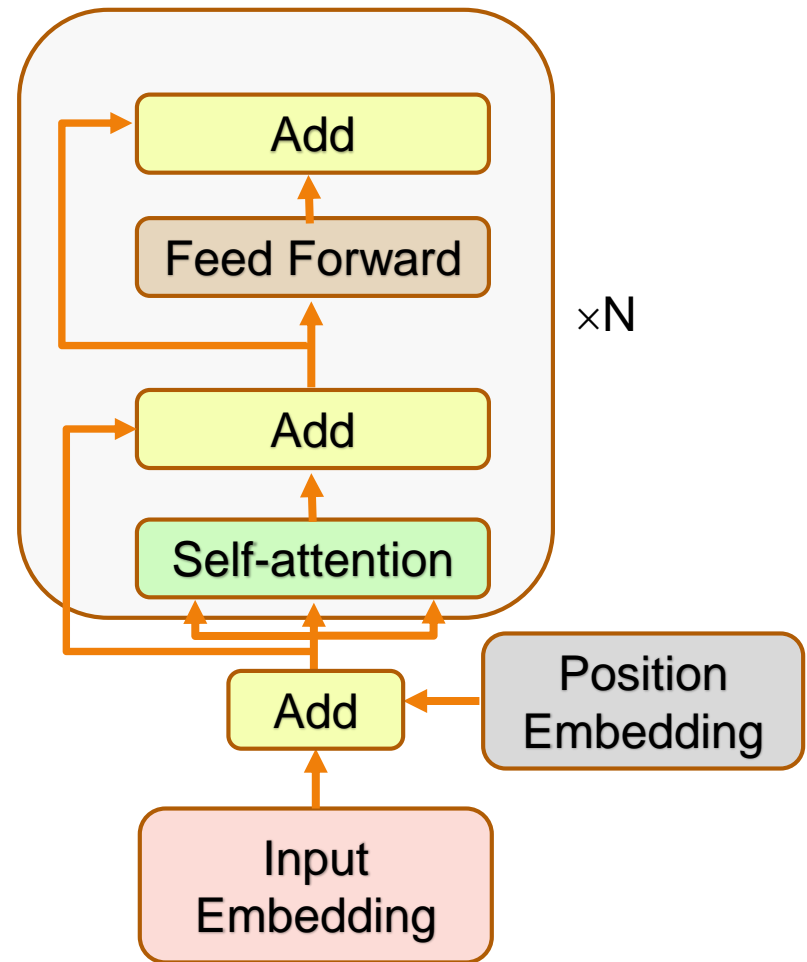 Add
Feed Forward
×N
Add
Self-attention
Position
Embedding
Add
Input
Embedding